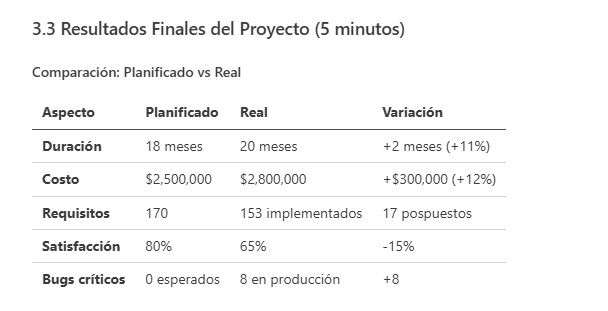 3.3 Resultados Finales del Proyecto (5 minutos)
Comparación: Planificado vs Real
Aspecto Planificado Real Variación
Duración 18 meses 20 meses +2 meses (+11%)
Costo $2,500,000 $2,800,000 +$300,000 (+12%)
Requisitos 170 153 implementados 17 pospuestos
Satisfacción 80% 65% -15%
Bugs críticos 0 esperados 8 en producción +8